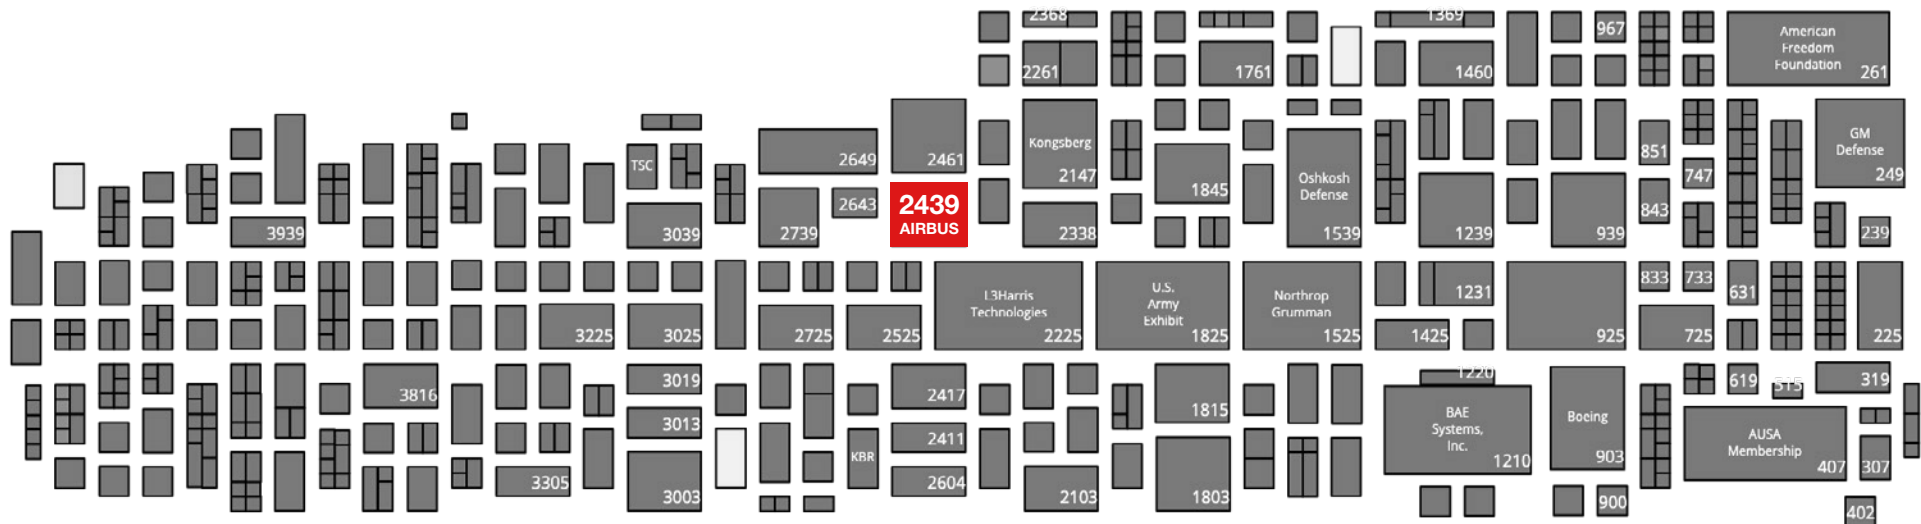 2368
1369
967
American
Freedom
Foundation
261
2261
1761
1460
2649
2461
Kongsberg
2147
TSC
1845
Oshkosh
Defense
1539
851
747
GM
Defense
249
2643
2439
AIRBUS
843
3939
3039
2739
2338
1239
939
239
L3Harris
Technologies
2225
U.S.
Army
Exhibit
1825
Northrop
Grumman
1525
1231
833
733
631
3225
3025
2725
2525
1425
925
725
225
3816
3019
2417
1220
619
515
319
3013
2411
1815
BAE
Systems,
Inc.
1210
Boeing
903
AUSA
Membership
407
307
KBR
3305
3003
2604
2103
1803
900
402